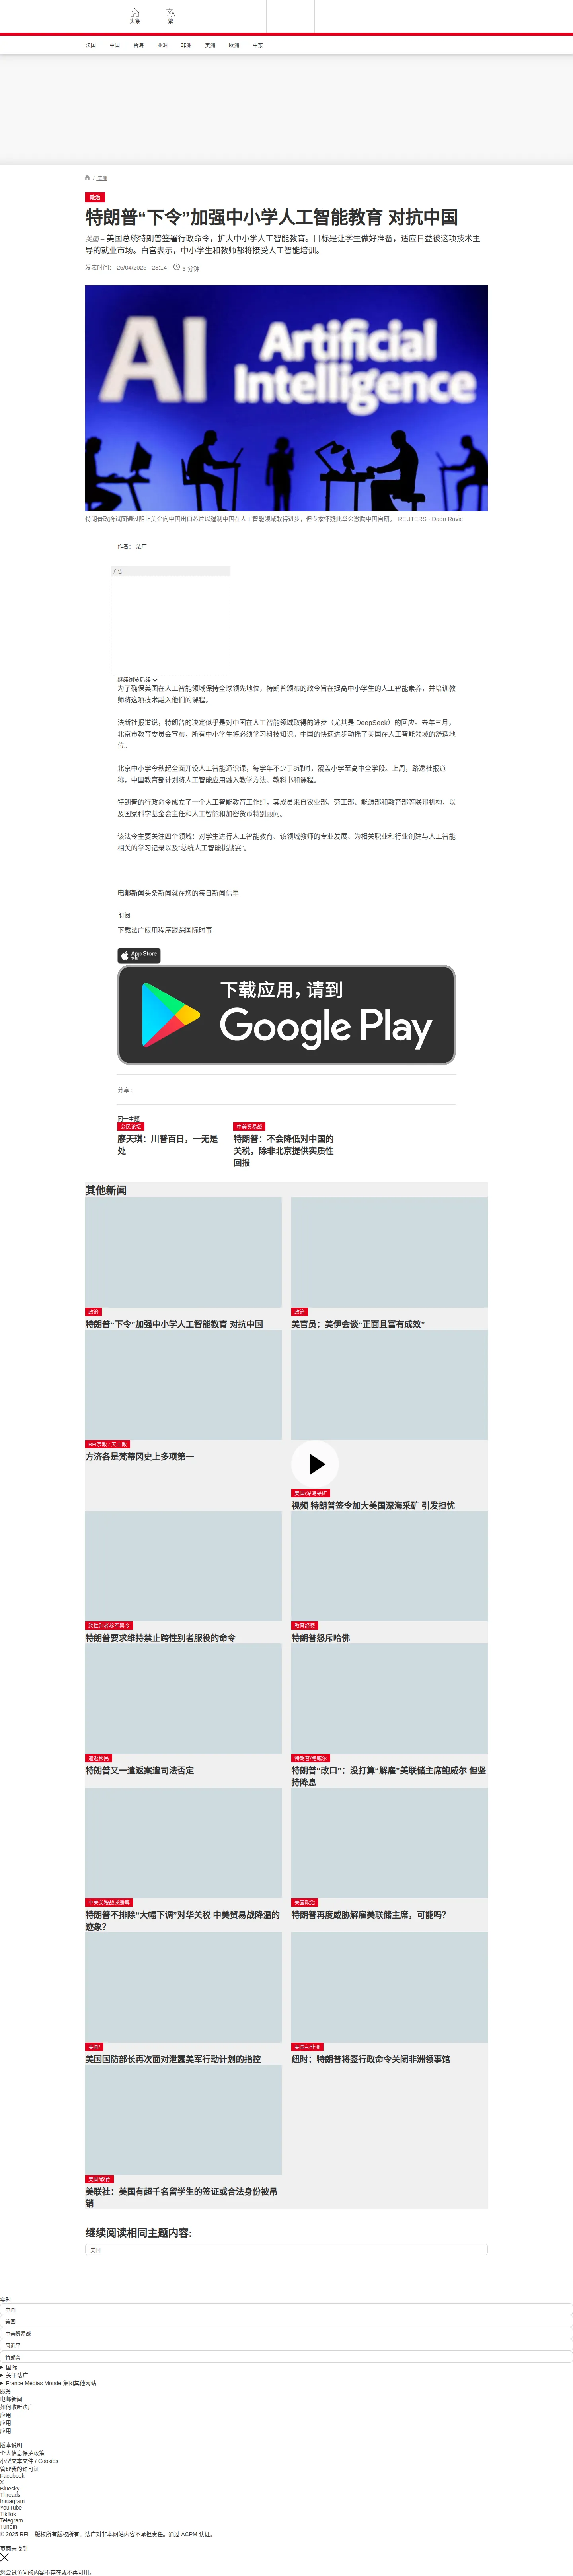 头条
繁
法国 中国 台海 亚洲 非洲 美洲 欧洲 中东
/ 美洲
政治
特朗普“下令”加强中小学人工智能教育 对抗中国
美国 – 美国总统特朗普签署行政命令，扩大中小学人工智能教育。目标是让学生做好准备，适应日益被这项技术主
导的就业市场。白宫表示，中小学生和教师都将接受人工智能培训。
发表时间： 26/04/2025 - 23:14 3 分钟
AI Artificial
Intelligence
特朗普政府试图通过阻止美企向中国出口芯片以遏制中国在人工智能领域取得进步，但专家怀疑此举会激励中国自研。 REUTERS - Dado Ruvic
作者： 法广
广告
继续浏览后续
为了确保美国在人工智能领域保持全球领先地位，特朗普颁布的政令旨在提高中小学生的人工智能素养，并培训教
师将这项技术融入他们的课程。
法新社报道说，特朗普的决定似乎是对中国在人工智能领域取得的进步（尤其是 DeepSeek）的回应。去年三月，
北京市教育委员会宣布，所有中小学生将必须学习科技知识。中国的快速进步动摇了美国在人工智能领域的舒适地
位。
北京中小学今秋起全面开设人工智能通识课，每学年不少于8课时，覆盖小学至高中全学段。上周，路透社报道
称，中国教育部计划将人工智能应用融入教学方法、教科书和课程。
特朗普的行政命令成立了一个人工智能教育工作组，其成员来自农业部、劳工部、能源部和教育部等联邦机构，以
及国家科学基金会主任和人工智能和加密货币特别顾问。
该法令主要关注四个领域：对学生进行人工智能教育、该领域教师的专业发展、为相关职业和行业创建与人工智能
相关的学习记录以及“总统人工智能挑战赛”。
电邮新闻头条新闻就在您的每日新闻信里
订阅
下载法广应用程序跟踪国际时事
App Store
下载
下载应用，请到
Google Play
分享 :
同一主题
公民论坛
廖天琪：川普百日，一无是
处
中美贸易战
特朗普：不会降低对中国的
关税，除非北京提供实质性
回报
其他新闻
政治
特朗普“下令”加强中小学人工智能教育 对抗中国
政治
美官员：美伊会谈“正面且富有成效”
RFI宗教 / 天主教
方济各是梵蒂冈史上多项第一
美国/深海采矿
视频 特朗普签令加大美国深海采矿 引发担忧
跨性别者参军禁令
特朗普要求维持禁止跨性别者服役的命令
教育经费
特朗普怒斥哈佛
遣返移民
特朗普又一遣返案遭司法否定
特朗普/鲍威尔
特朗普“改口”：没打算“解雇”美联储主席鲍威尔 但坚
持降息
中美关税战或缓解
特朗普不排除“大幅下调”对华关税 中美贸易战降温的
迹象？
美国政治
特朗普再度威胁解雇美联储主席，可能吗？
美国/
美国国防部长再次面对泄露美军行动计划的指控
美国与非洲
纽时：特朗普将签行政命令关闭非洲领事馆
美国/教育
美联社：美国有超千名留学生的签证或合法身份被吊
销
继续阅读相同主题内容:
美国
实时
中国
美国
中美贸易战
习近平
特朗普
国际
关于法广
France Médias Monde 集团其他网站
服务
电邮新闻
如何收听法广
应用
应用
应用
版本说明
个人信息保护政策
小型文本文件 / Cookies
管理我的许可证
Facebook
X
Bluesky
Threads
Instagram
YouTube
TikTok
Telegram
TuneIn
© 2025 RFI – 版权所有版权所有。法广对非本网站内容不承担责任。通过 ACPM 认证。
页面未找到
您尝试访问的内容不存在或不再可用。